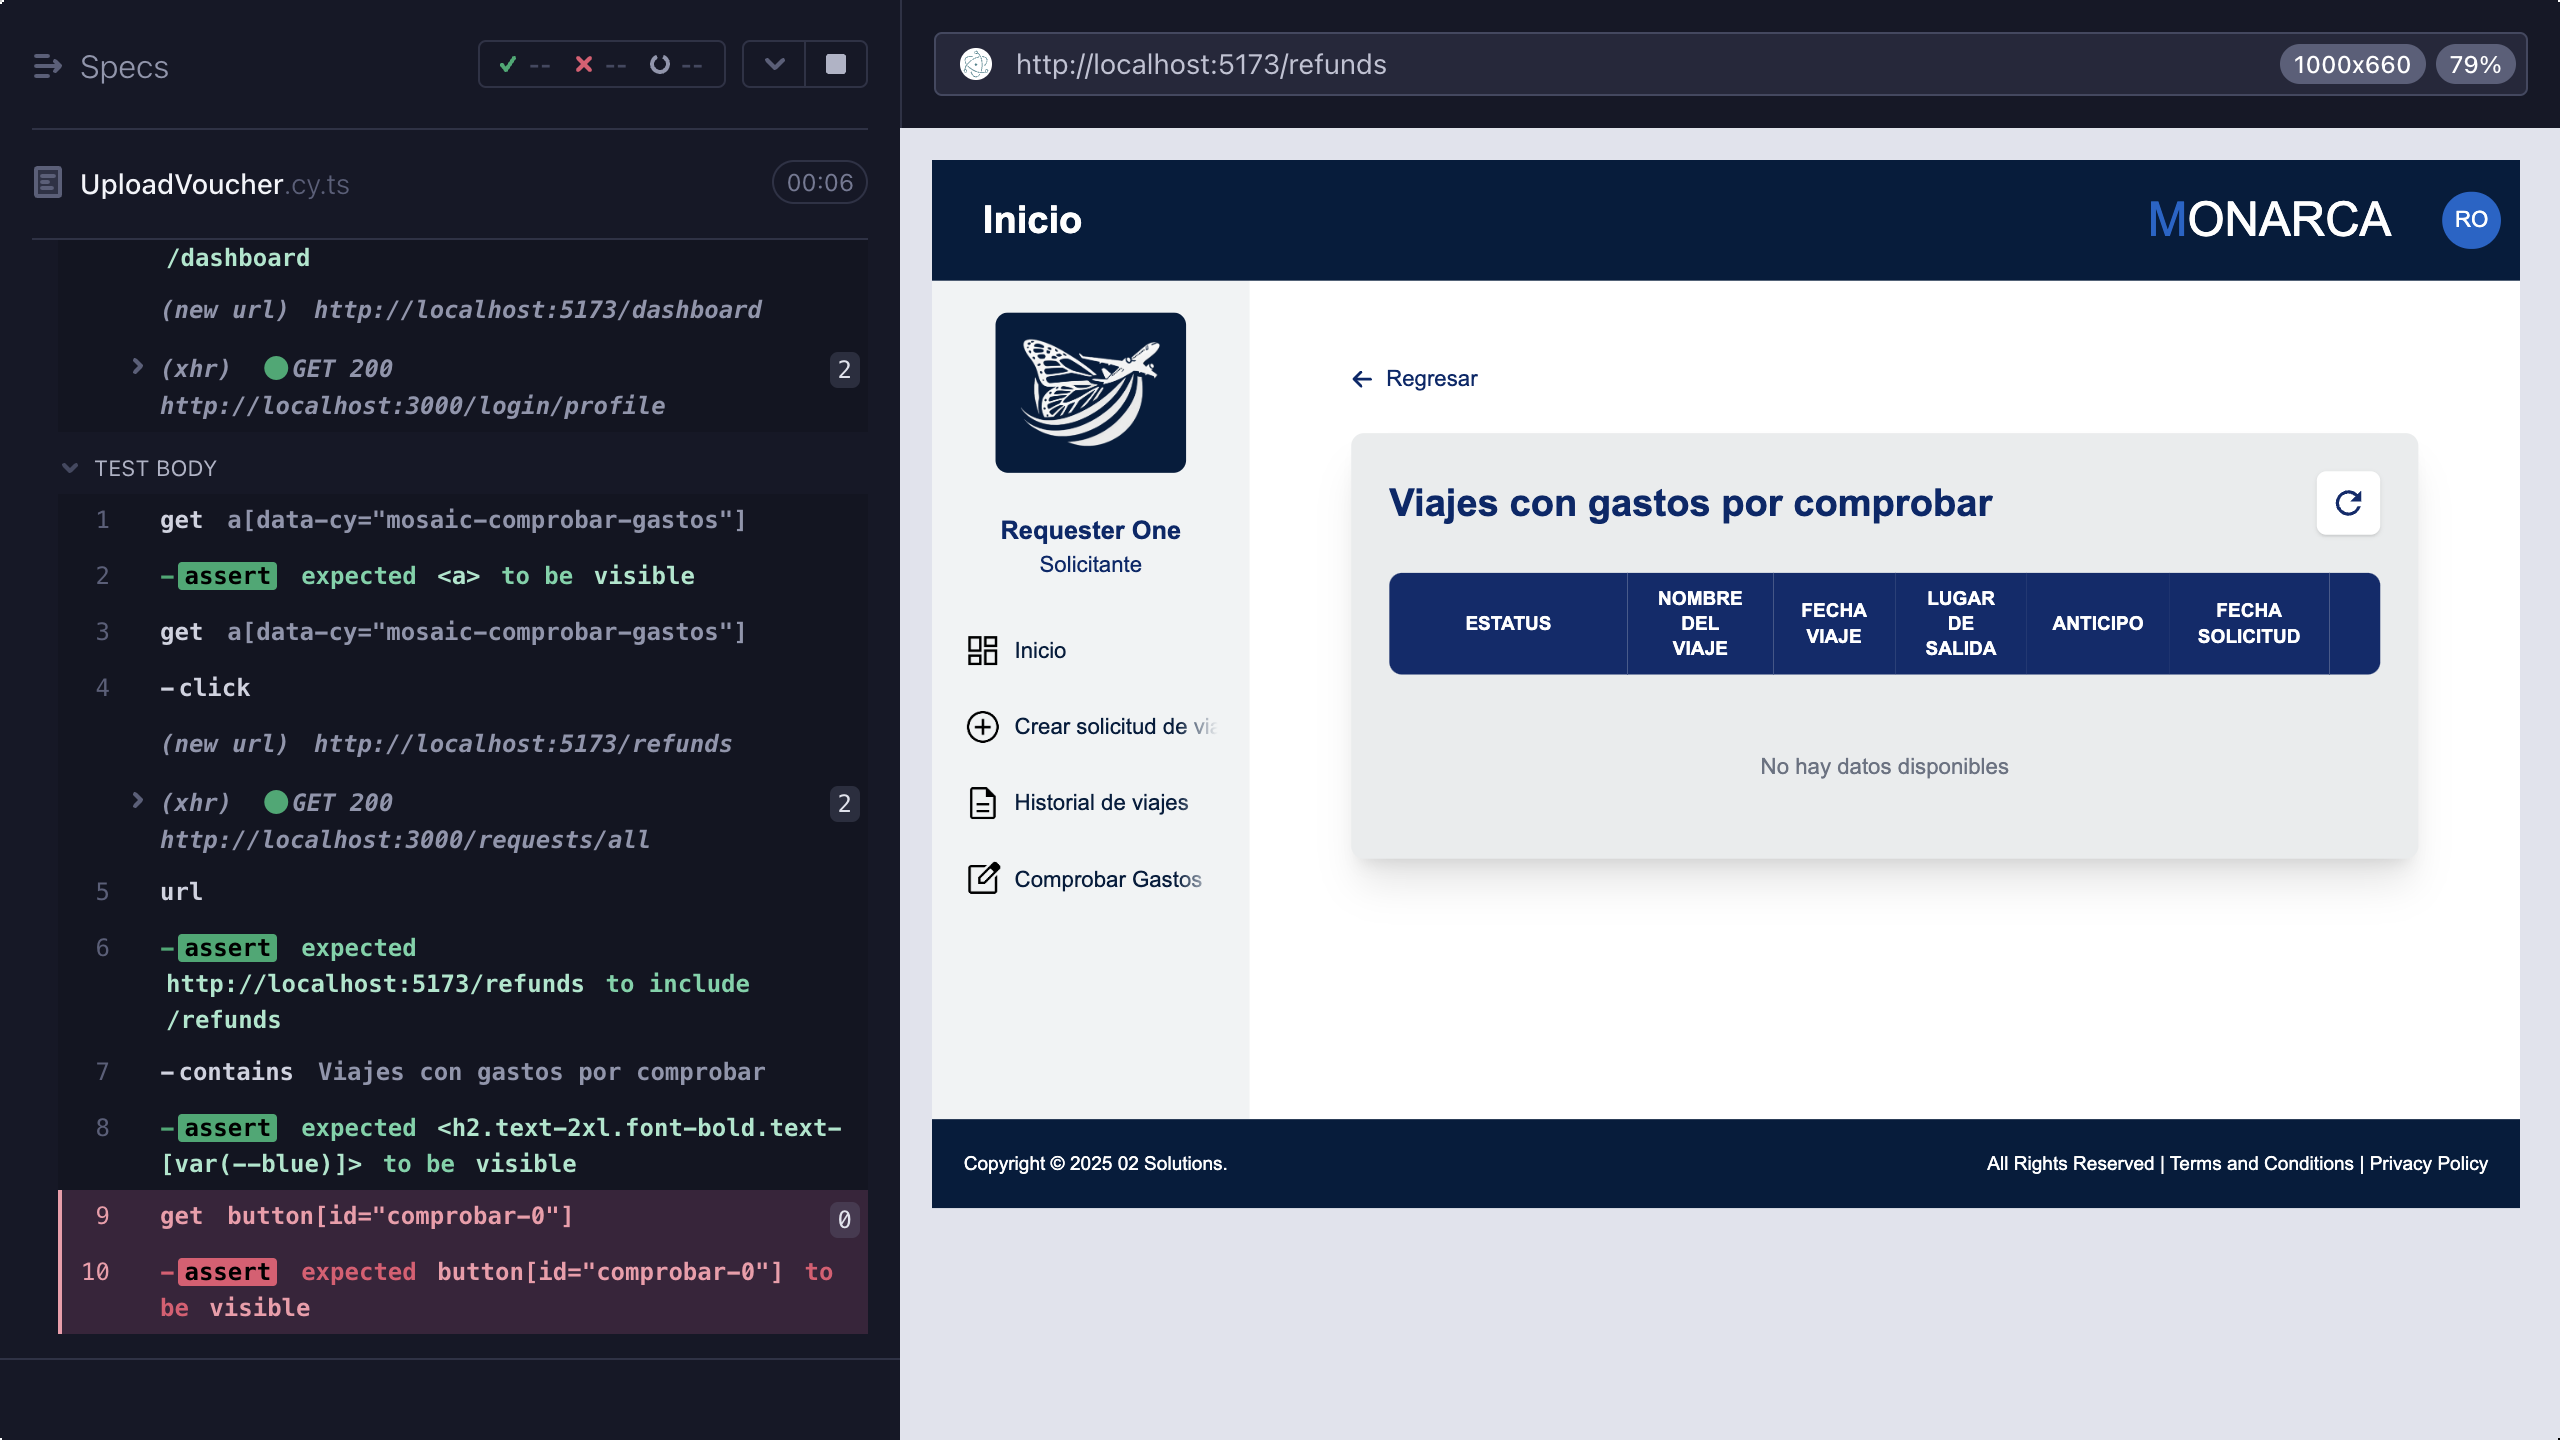 Specs
-- -- --
UploadVoucher.cy.ts
00:06
/dashboard
(new url) http://localhost:5173/dashboard
(xhr) GET 200
2
http://localhost:3000/login/profile
TEST BODY
1 get a[data-cy="mosaic-comprobar-gastos"]
2 -assert expected <a> to be visible
3 get a[data-cy="mosaic-comprobar-gastos"]
4 -click
(new url) http://localhost:5173/refunds
(xhr) GET 200
2
http://localhost:3000/requests/all
5 url
6 -assert expected
http://localhost:5173/refunds to include
/refunds
7 -contains Viajes con gastos por comprobar
8 -assert expected <h2.text-2xl.font-bold.text-
[var(--blue)]> to be visible
9 get button[id="comprobar-0"]
0
10 -assert expected button[id="comprobar-0"] to
be visible
http://localhost:5173/refunds
1000x660
79%
Inicio
MONARCA
RO
Requester One
Solicitante
Inicio
Crear solicitud de via
Historial de viajes
Comprobar Gastos
Regresar
Viajes con gastos por comprobar
ESTATUS
NOMBRE
DEL
VIAJE
FECHA
VIAJE
LUGAR
DE
SALIDA
ANTICIPO
FECHA
SOLICITUD
No hay datos disponibles
Copyright © 2025 02 Solutions.
All Rights Reserved | Terms and Conditions | Privacy Policy